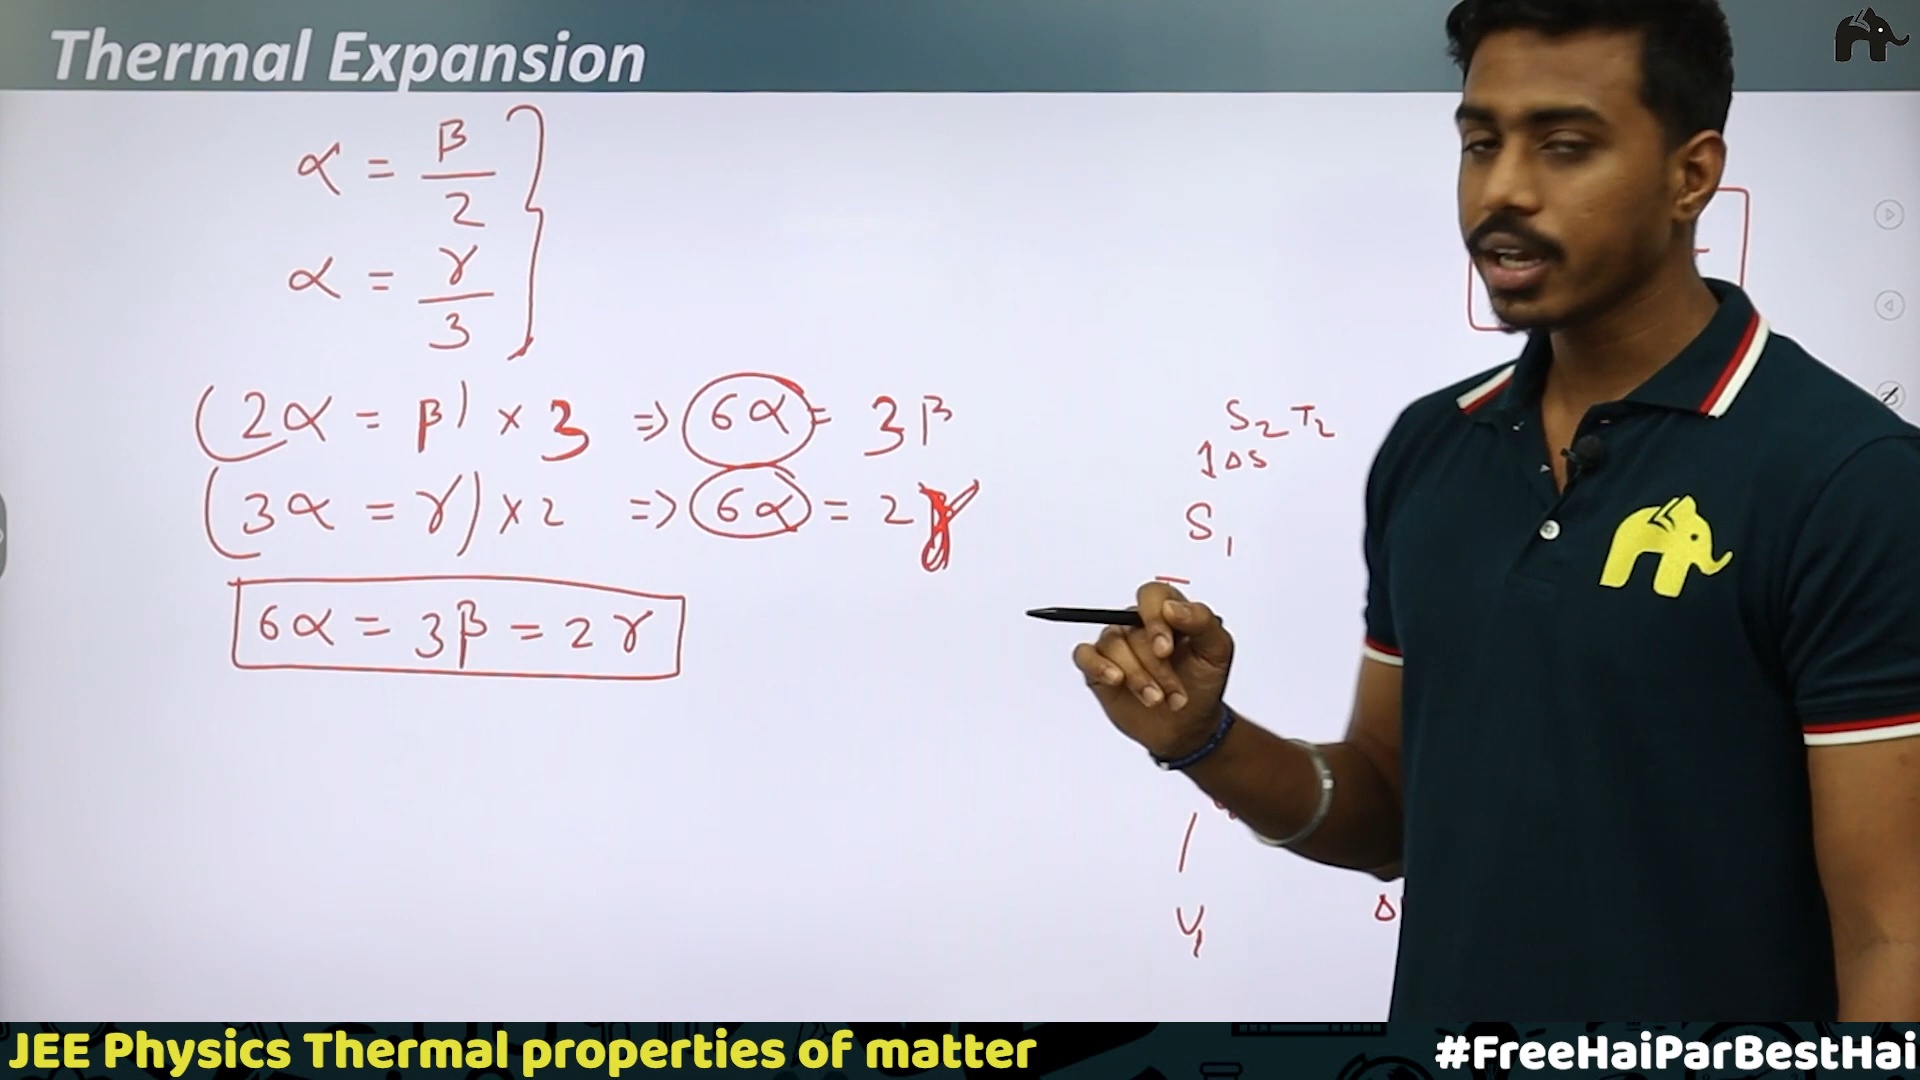 Thermal Expansion
α = β/2
α = γ/3
(2α = β) × 3 ⇒ 6α = 3β
(3α = γ) × 2 ⇒ 6α = 2γ
6α = 3β = 2γ
S₂ T₂
ΔS
S₁
V₁
Δ
JEE Physics Thermal properties of matter
#FreeHaiParBestHai